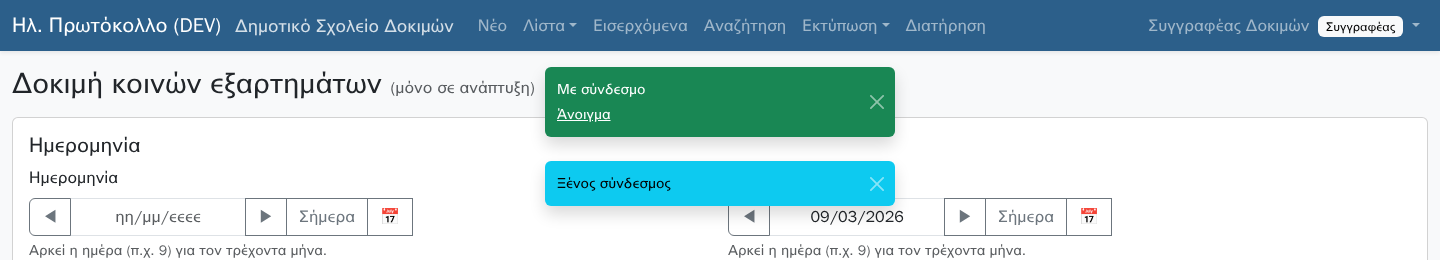 Ηλ. Πρωτόκολλο (DEV) Δημοτικό Σχολείο Δοκιμών Νέο Λίστα Εισερχόμενα Αναζήτηση Εκτύπωση Διατήρηση Συγγραφέας Δοκιμών Συγγραφέας
Δοκιμή κοινών εξαρτημάτων (μόνο σε ανάπτυξη)
Με σύνδεσμο
Άνοιγμα
Ξένος σύνδεσμος
Ημερομηνία
Ημερομηνία
ηη/μμ/εεεε Σήμερα 09/03/2026 Σήμερα
Αρκεί η ημέρα (π.χ. 9) για τον τρέχοντα μήνα. Αρκεί η ημέρα (π.χ. 9) για τον τρέχοντα μήνα.